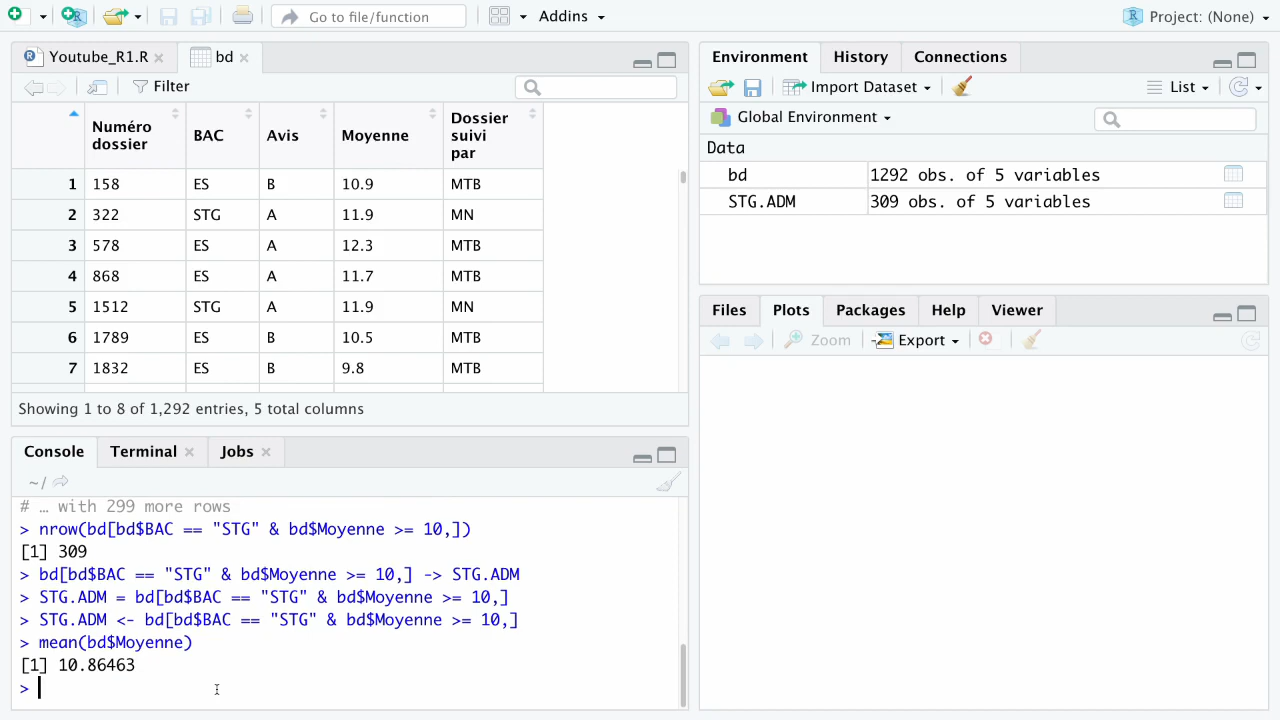 Go to file/function
Addins
Project: (None)
Youtube_R1.R
bd
Filter
Numéro dossier
BAC
Avis
Moyenne
Dossier suivi par
1 158 ES B 10.9 MTB
2 322 STG A 11.9 MN
3 578 ES A 12.3 MTB
4 868 ES A 11.7 MTB
5 1512 STG A 11.9 MN
6 1789 ES B 10.5 MTB
7 1832 ES B 9.8 MTB
Showing 1 to 8 of 1,292 entries, 5 total columns
Console Terminal Jobs
~/
# … with 299 more rows
> nrow(bd[bd$BAC == "STG" & bd$Moyenne >= 10,])
[1] 309
> bd[bd$BAC == "STG" & bd$Moyenne >= 10,] -> STG.ADM
> STG.ADM = bd[bd$BAC == "STG" & bd$Moyenne >= 10,]
> STG.ADM <- bd[bd$BAC == "STG" & bd$Moyenne >= 10,]
> mean(bd$Moyenne)
[1] 10.86463
>
Environment History Connections
Import Dataset
List
Global Environment
Data
bd 1292 obs. of 5 variables
STG.ADM 309 obs. of 5 variables
Files Plots Packages Help Viewer
Zoom Export